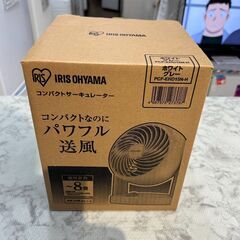 IRIS
IRIS OHYAMA
コンパクトサーキュレーター
ホワイト
グレー
PCF-EHD15N-H
コンパクトなのに
パワフル
送風
～8畳